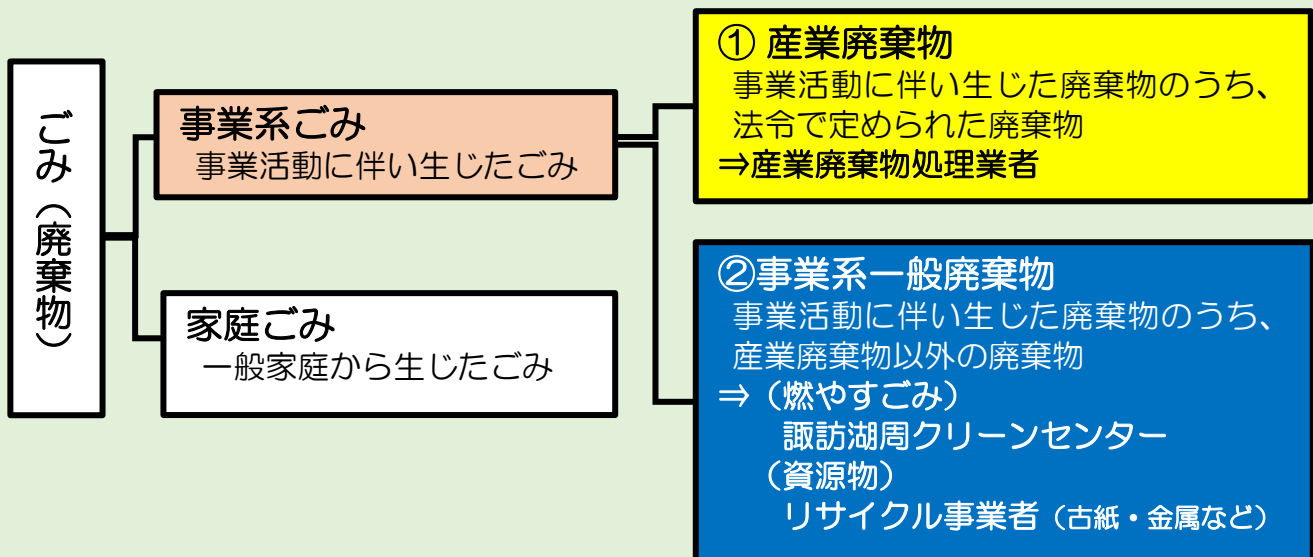 ごみ（廃棄物）
事業系ごみ
事業活動に伴い生じたごみ
家庭ごみ
一般家庭から生じたごみ
① 産業廃棄物
事業活動に伴い生じた廃棄物のうち、
法令で定められた廃棄物
⇒産業廃棄物処理業者
②事業系一般廃棄物
事業活動に伴い生じた廃棄物のうち、
産業廃棄物以外の廃棄物
⇒（燃やすごみ）
諏訪湖周クリーンセンター
（資源物）
リサイクル事業者（古紙・金属など）